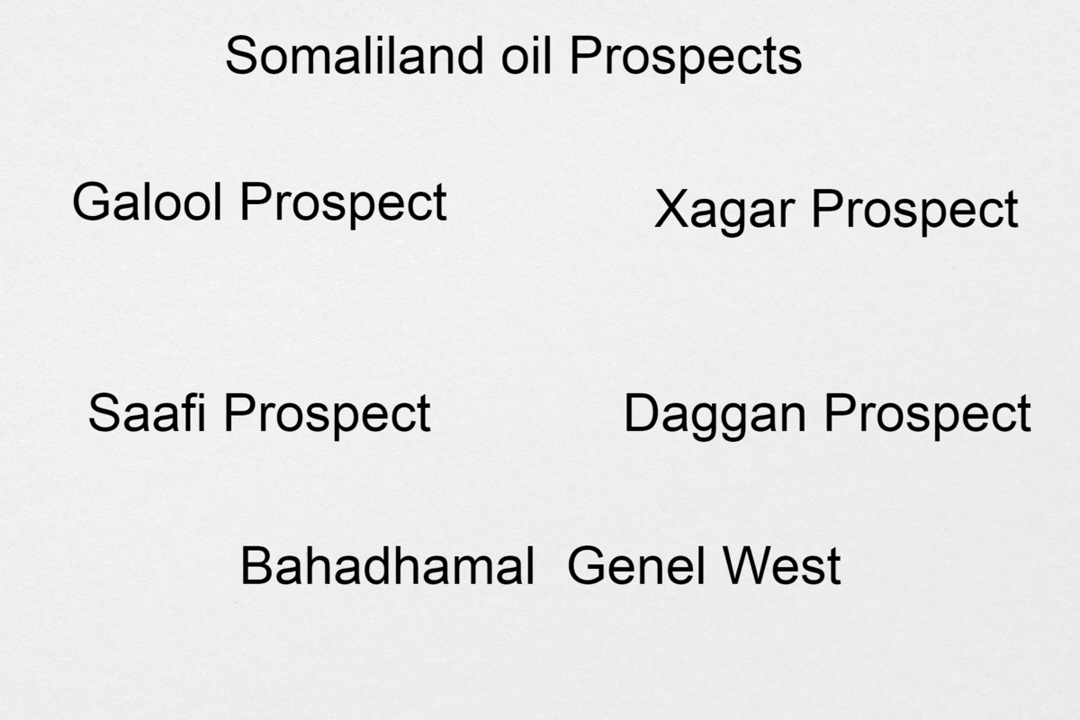 Somaliland oil Prospects
Galool Prospect Xagar Prospect
Saafi Prospect Daggan Prospect
Bahadhamal Genel West